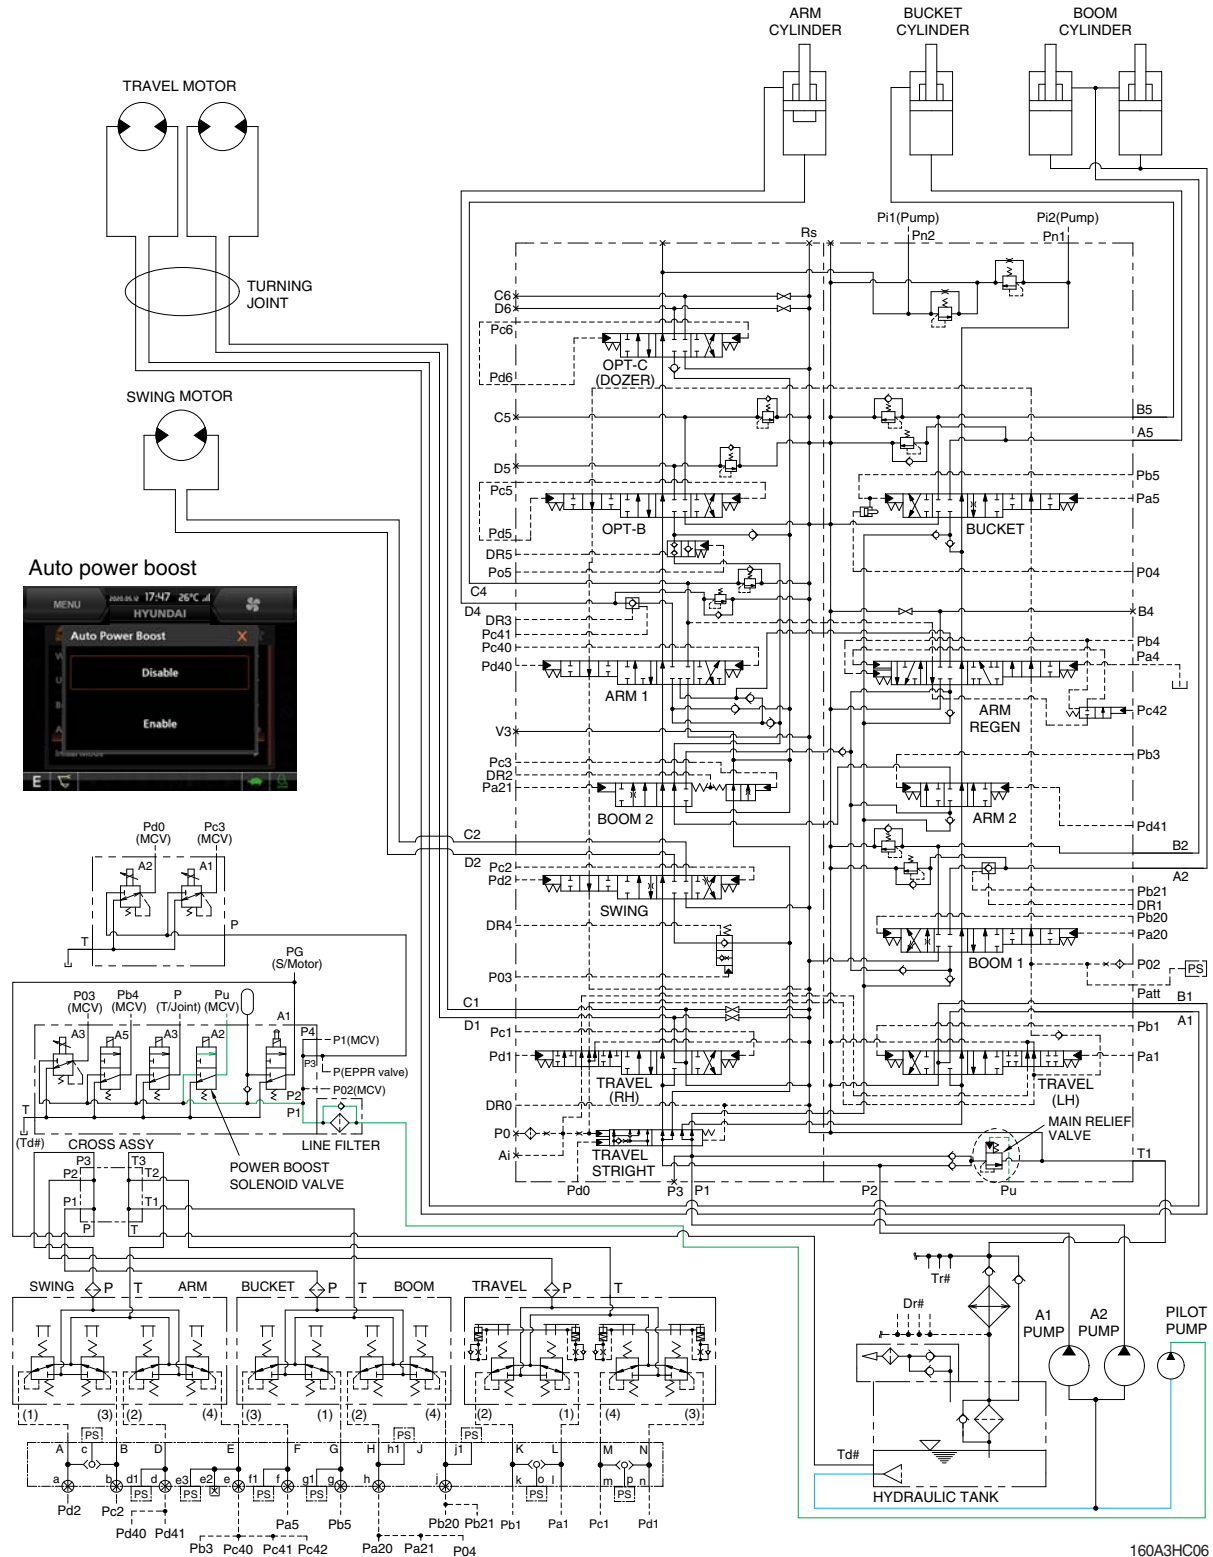 ARM
CYLINDER
BUCKET
CYLINDER
BOOM
CYLINDER
TRAVEL MOTOR
TURNING
JOINT
SWING MOTOR
Pi1(Pump)
Pn2
Pi2(Pump)
Pn1
Rs
C6
D6
Pc6
Pd6
OPT-C
(DOZER)
C5
D5
Pc5
Pd5
OPT-B
DR5
Po5
C4
D4
DR3
Pc41
Pc40
Pd40
ARM 1
V3
Pc3
DR2
Pa21
BOOM 2
C2
D2
Pc2
Pd2
SWING
DR4
P03
C1
D1
Pc1
Pd1
TRAVEL
(RH)
DR0
P0
Ai
TRAVEL
STRIGHT
Pd0
P3
P1
P2
Pu
B5
A5
Pb5
Pa5
BUCKET
P04
B4
Pb4
Pa4
ARM
REGEN
Pc42
Pb3
ARM 2
Pd41
B2
A2
Pb21
DR1
Pb20
Pa20
BOOM 1
P02
PS
Patt
B1
A1
Pb1
Pa1
TRAVEL
(LH)
MAIN RELIEF
VALVE
T1
Auto power boost
MENU
2020.05.12 17:47 26°C
HYUNDAI
Auto Power Boost X
Disable
Enable
E
Pd0
(MCV)
Pc3
(MCV)
A2
A1
P
T
PG
(S/Motor)
P03
(MCV)
Pb4
(MCV)
P
(T/Joint)
Pu
(MCV)
A3
A5
A3
A2
A1
P4
P1(MCV)
P3
P(EPPR valve)
P2
P02(MCV)
P1
T
(Td#)
LINE FILTER
CROSS ASSY
POWER BOOST
SOLENOID VALVE
P3
T3
P2
T2
P1
T1
P
T
SWING
P
T
ARM
BUCKET
P
T
BOOM
TRAVEL
P
T
(1)
(3)
(2)
(4)
(3)
(1)
(2)
(4)
(2)
(1)
(4)
(3)
PS
PS
PS
PS
A
c
B
D
E
F
G
H
h1
J
j1
K
L
M
N
a
b
d1
d
e3
e2
e
f1
f
g1
g
h
j
k
o
l
m
p
n
PS
PS
PS
PS
PS
PS
Pd2
Pc2
Pd40
Pd41
Pb3
Pc40
Pc41
Pc42
Pa5
Pb5
Pa20
Pa21
P04
Pb20
Pb21
Pb1
Pa1
Pc1
Pd1
Tr#
Dr#
A1
PUMP
A2
PUMP
PILOT
PUMP
Td#
HYDRAULIC TANK
160A3HC06